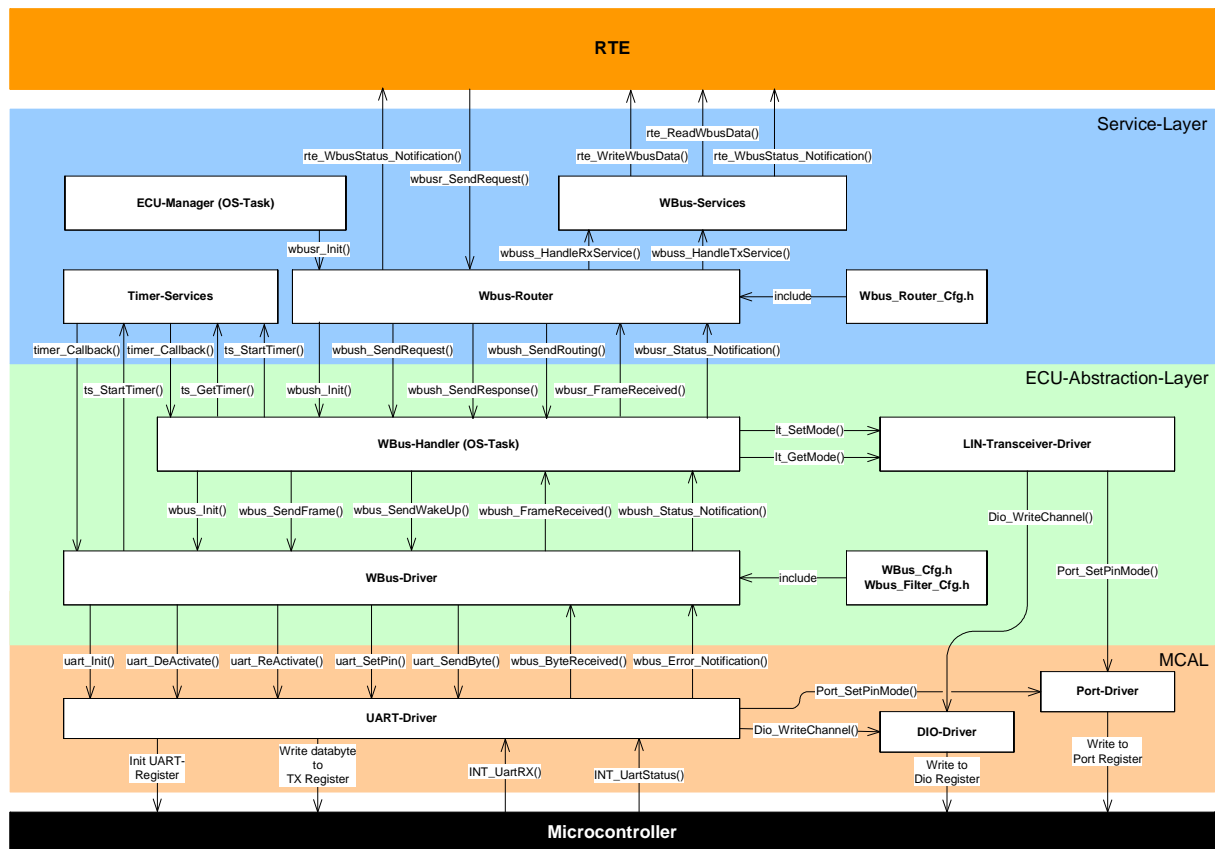 RTE
Service-Layer
rte_ReadWbusData()
rte_WbusStatus_Notification()
rte_WriteWbusData()
rte_WbusStatus_Notification()
wbusr_SendRequest()
ECU-Manager (OS-Task)
WBus-Services
wbusr_Init()
wbuss_HandleRxService()
wbuss_HandleTxService()
Timer-Services
Wbus-Router
include
Wbus_Router_Cfg.h
timer_Callback()
timer_Callback()
ts_StartTimer()
wbush_SendRequest()
wbush_SendRouting()
wbusr_Status_Notification()
ECU-Abstraction-Layer
ts_StartTimer()
ts_GetTimer()
wbush_Init()
wbush_SendResponse()
wbusr_FrameReceived()
WBus-Handler (OS-Task)
lt_SetMode()
lt_GetMode()
LIN-Transceiver-Driver
wbus_Init()
wbus_SendFrame()
wbus_SendWakeUp()
wbush_FrameReceived()
wbush_Status_Notification()
Dio_WriteChannel()
Port_SetPinMode()
WBus-Driver
include
WBus_Cfg.h
Wbus_Filter_Cfg.h
MCAL
uart_Init()
uart_DeActivate()
uart_ReActivate()
uart_SetPin()
uart_SendByte()
wbus_ByteReceived()
wbus_Error_Notification()
UART-Driver
Port_SetPinMode()
Dio_WriteChannel()
Port-Driver
DIO-Driver
Init UART-
Register
Write databyte
to
TX Register
INT_UartRX()
INT_UartStatus()
Write to
Dio Register
Write to
Port Register
Microcontroller